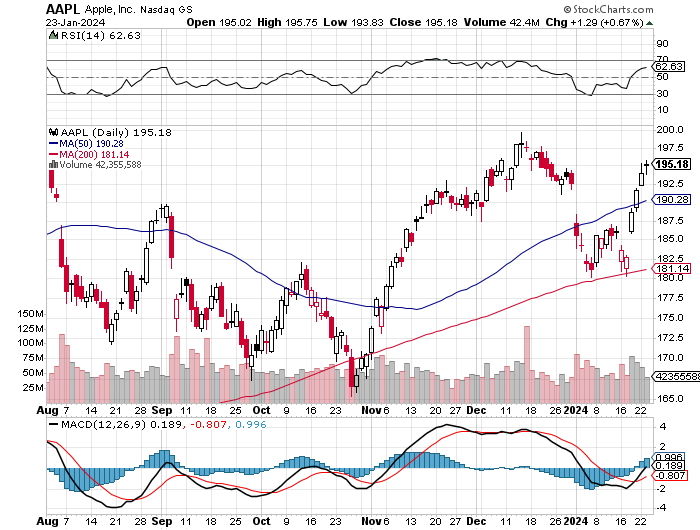 AAPL Apple, Inc. Nasdaq GS © StockCharts.com
23-Jan-2024 Open 195.02 High 195.75 Low 193.83 Close 195.18 Volume 42.4M Chg +1.29 (+0.67%)
RSI(14) 62.63
90
70
62.63
50
30
10
AAPL (Daily) 195.18
MA(50) 190.28
MA(200) 181.14
Volume 42,355,588
200.0
197.5
195.18
192.5
190.28
187.5
185.0
182.5
181.14
180.0
177.5
175.0
172.5
170.0
165.0
150M
125M
100M
75M
50M
25M
42355588
Aug 7 14 21 28 Sep 11 18 25 Oct 9 16 23 Nov 6 13 20 27 Dec 11 18 26 2024 8 16 22
MACD(12,26,9) 0.189, -0.807, 0.996
4
2
0.996
0.189
-0.807
-2
-4
Aug 7 14 21 28 Sep 11 18 25 Oct 9 16 23 Nov 6 13 20 27 Dec 11 18 26 2024 8 16 22